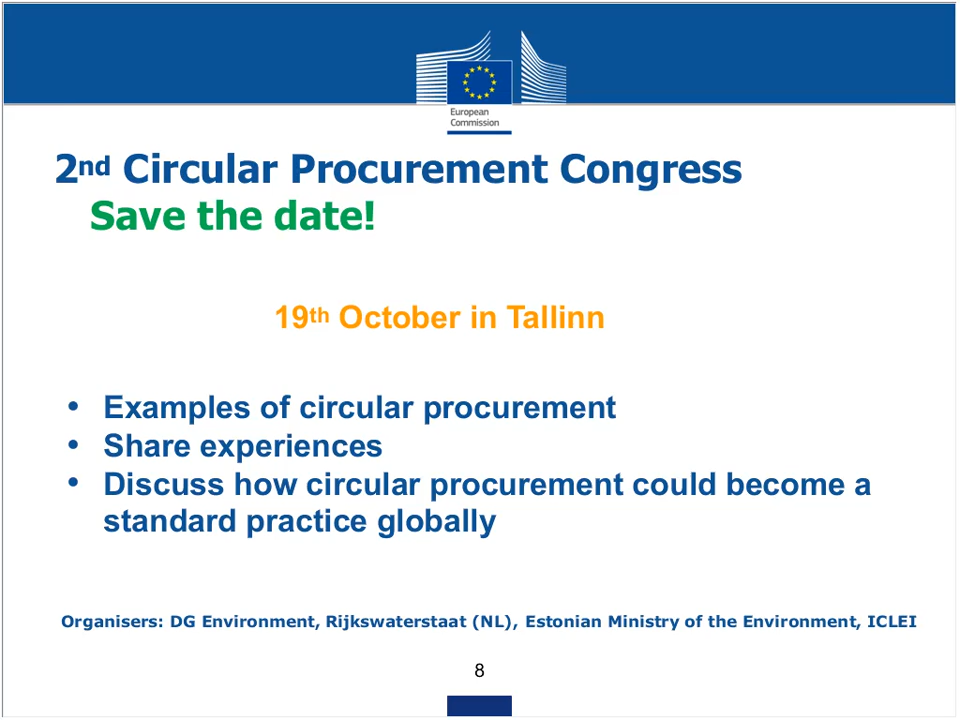 European
Commission
2nd Circular Procurement Congress
Save the date!
19th October in Tallinn
• Examples of circular procurement
• Share experiences
• Discuss how circular procurement could become a
standard practice globally
Organisers: DG Environment, Rijkswaterstaat (NL), Estonian Ministry of the Environment, ICLEI
8